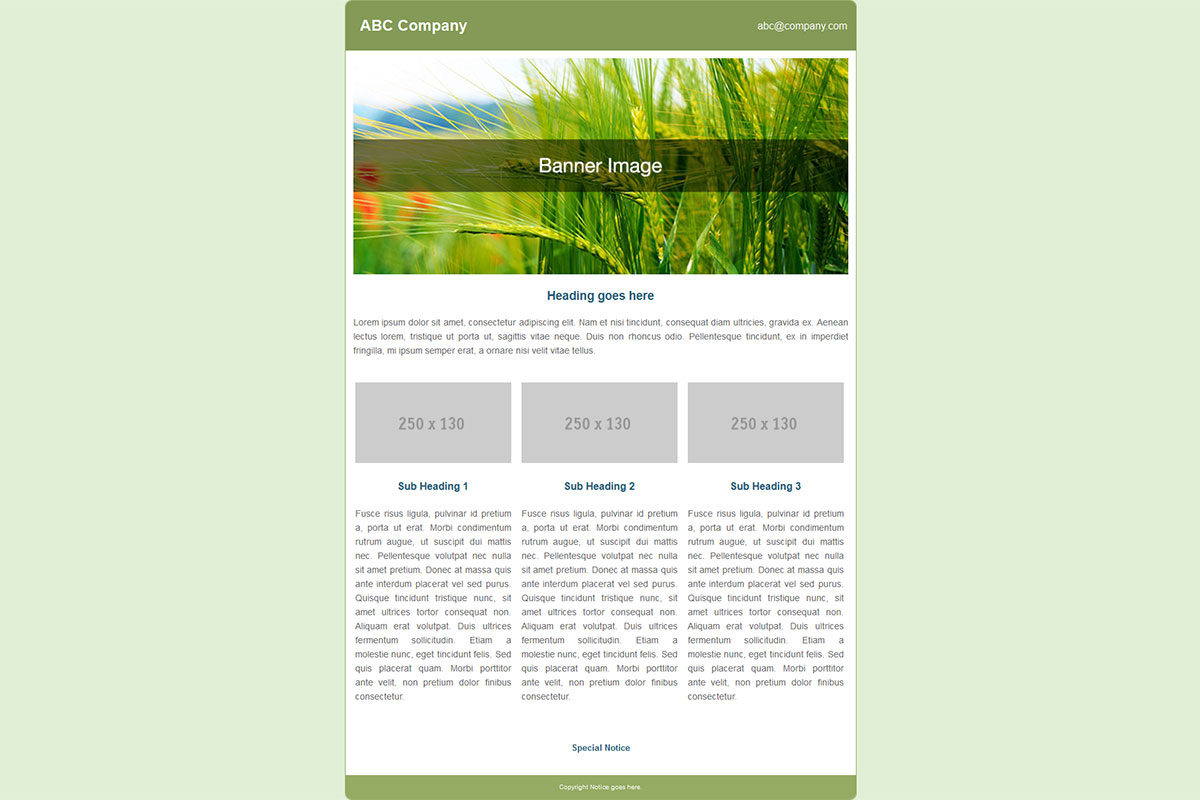 ABC Company
abc@company.com
Banner Image
Heading goes here
Lorem ipsum dolor sit amet, consectetur adipiscing elit. Nam et nisi tincidunt, consequat diam ultricies, gravida ex. Aenean
lectus lorem, tristique ut porta ut, sagittis vitae neque. Duis non rhoncus odio. Pellentesque tincidunt, ex in imperdiet
fringilla, mi ipsum semper erat, a ornare nisi velit vitae tellus.
250 x 130
250 x 130
250 x 130
Sub Heading 1
Fusce risus ligula, pulvinar id pretium
a, porta ut erat. Morbi condimentum
rutrum augue, ut suscipit dui mattis
nec. Pellentesque volutpat nec nulla
sit amet pretium. Donec at massa quis
ante interdum placerat vel sed purus.
Quisque tincidunt tristique nunc, sit
amet ultrices tortor consequat non.
Aliquam erat volutpat. Duis ultrices
fermentum sollicitudin. Etiam a
molestie nunc, eget tincidunt felis. Sed
quis placerat quam. Morbi porttitor
ante velit, non pretium dolor finibus
consectetur.
Sub Heading 2
Fusce risus ligula, pulvinar id pretium
a, porta ut erat. Morbi condimentum
rutrum augue, ut suscipit dui mattis
nec. Pellentesque volutpat nec nulla
sit amet pretium. Donec at massa quis
ante interdum placerat vel sed purus.
Quisque tincidunt tristique nunc, sit
amet ultrices tortor consequat non.
Aliquam erat volutpat. Duis ultrices
fermentum sollicitudin. Etiam a
molestie nunc, eget tincidunt felis. Sed
quis placerat quam. Morbi porttitor
ante velit, non pretium dolor finibus
consectetur.
Sub Heading 3
Fusce risus ligula, pulvinar id pretium
a, porta ut erat. Morbi condimentum
rutrum augue, ut suscipit dui mattis
nec. Pellentesque volutpat nec nulla
sit amet pretium. Donec at massa quis
ante interdum placerat vel sed purus.
Quisque tincidunt tristique nunc, sit
amet ultrices tortor consequat non.
Aliquam erat volutpat. Duis ultrices
fermentum sollicitudin. Etiam a
molestie nunc, eget tincidunt felis. Sed
quis placerat quam. Morbi porttitor
ante velit, non pretium dolor finibus
consectetur.
Special Notice
Copyright Notice goes here.